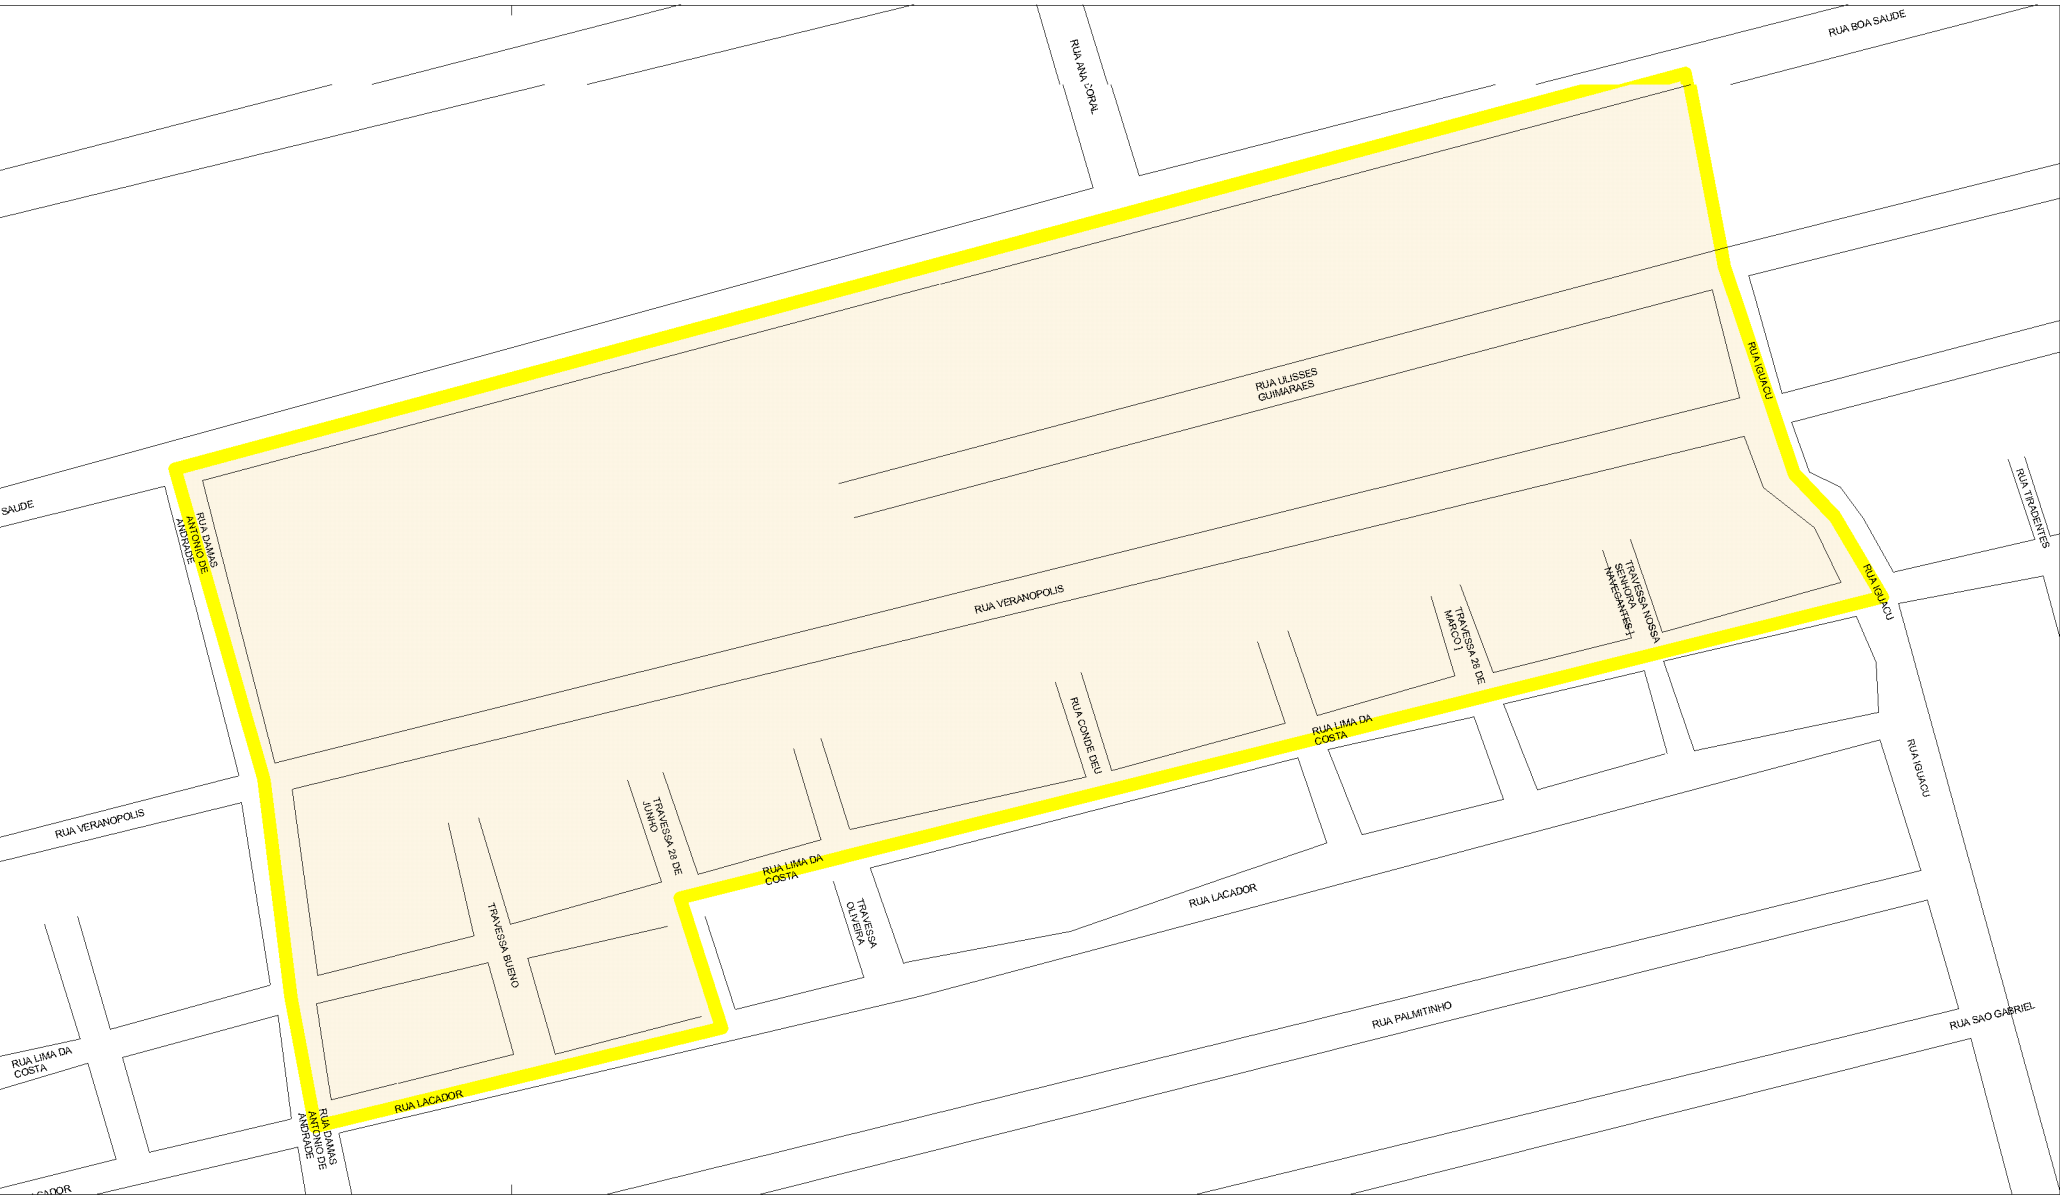 RUA BOA SAUDE
RUA ANA CORAL
RUA IGUACU
RUA ULISSES
GUIMARAES
RUA TIRADENTES
SAUDE
RUA DAMAS
ANTONIO DE
ANDRADE
RUA VERANOPOLIS
TRAVESSA NOSSA
SENHORA
NAVEGANTES ]
TRAVESSA 28 DE
MARCO ]
RUA IGUACU
RUA CONDE DEU
RUA LIMA DA
COSTA
RUA IGUACU
RUA VERANOPOLIS
TRAVESSA 28 DE
JUNHO
RUA LIMA DA
COSTA
RUA LACADOR
TRAVESSA
OLIVEIRA
TRAVESSA BUENO
RUA PALMITINHO
RUA SAO GABRIEL
RUA LIMA DA
COSTA
RUA LACADOR
RUA DAMAS
ANTONIO DE
ANDRADE
CADOR